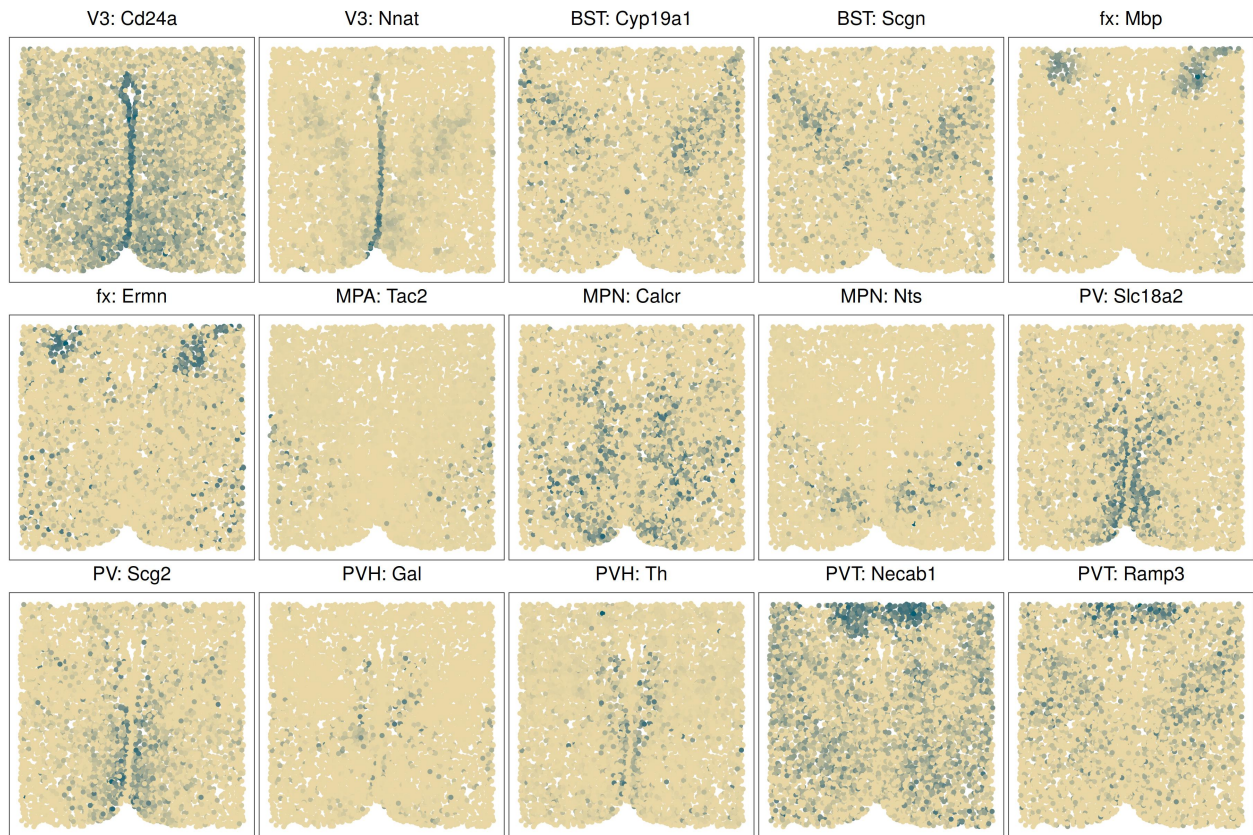 V3: Cd24a
V3: Nnat
BST: Cyp19a1
BST: Scgn
fx: Mbp
fx: Ermn
MPA: Tac2
MPN: Calcr
MPN: Nts
PV: Slc18a2
PV: Scg2
PVH: Gal
PVH: Th
PVT: Necab1
PVT: Ramp3